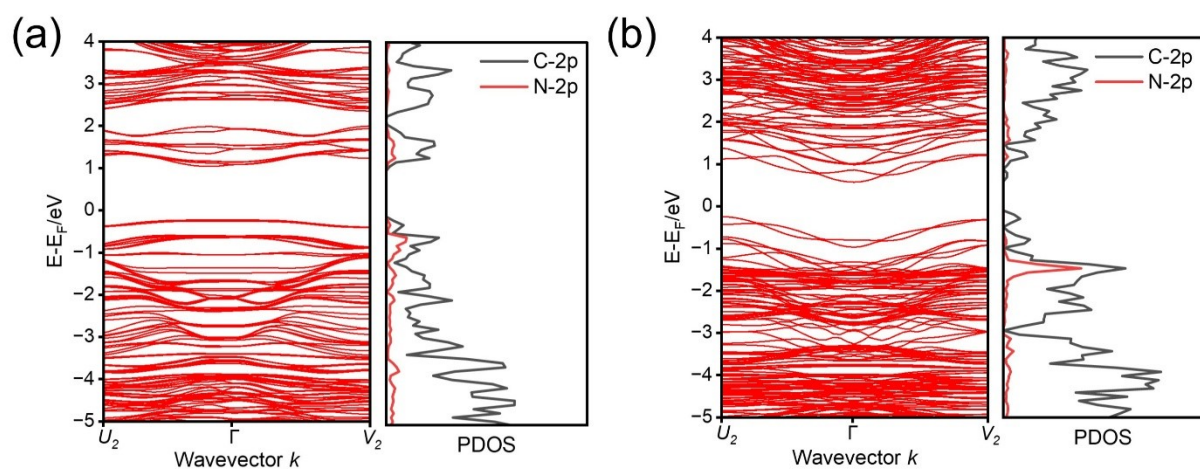 (a)
4
3
2
1
0
−1
−2
−3
−4
−5
E-E_F/eV
U_2
Γ
V_2
Wavevector k
C-2p
N-2p
PDOS
(b)
4
3
2
1
0
−1
−2
−3
−4
−5
E-E_F/eV
U_2
Γ
V_2
Wavevector k
C-2p
N-2p
PDOS